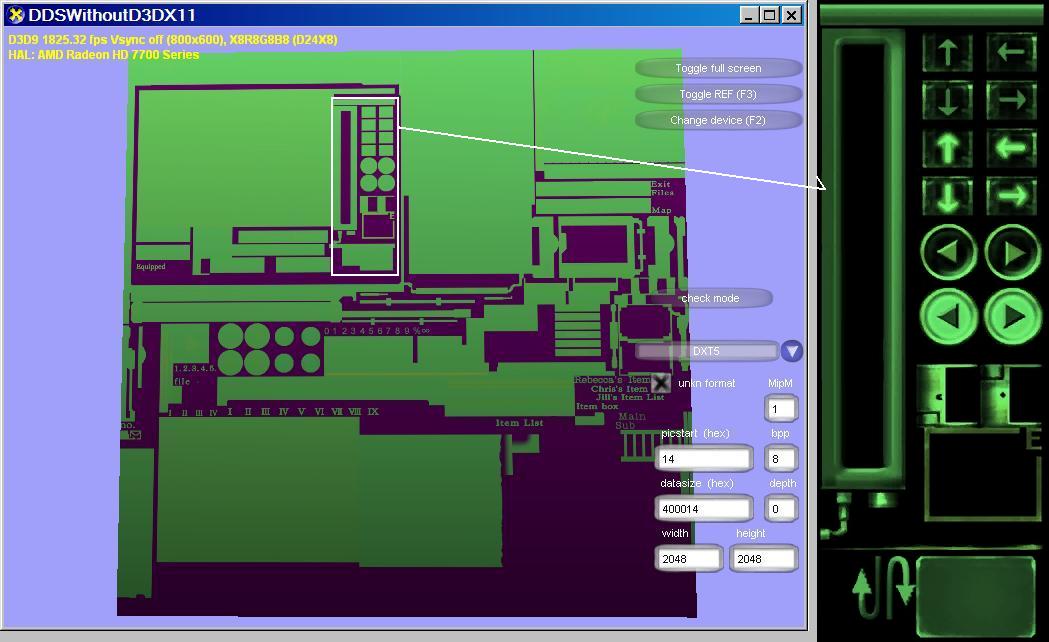 DDSWithoutD3DX11
D3D9 1825.32 fps Vsync off (800x600), X8R8G8B8 (D24X8)
HAL: AMD Radeon HD 7700 Series
Toggle full screen
Toggle REF (F3)
Change device (F2)
Exit
Files
Map
E
Equipped
check mode
0 1 2 3 4 5 6 7 8 9 % ∞
DXT5
1.2.3.4.5.
file
Rebecca's Item
Chris's Item
Jill's Item List
Item box
unkn format
MipM
1
I II III IV I II III IV V VI VII VIII IX
no.
Item List
Main
Sub
picstart (hex)
bpp
14
8
datasize (hex)
depth
400014
0
width
height
2048
2048
E